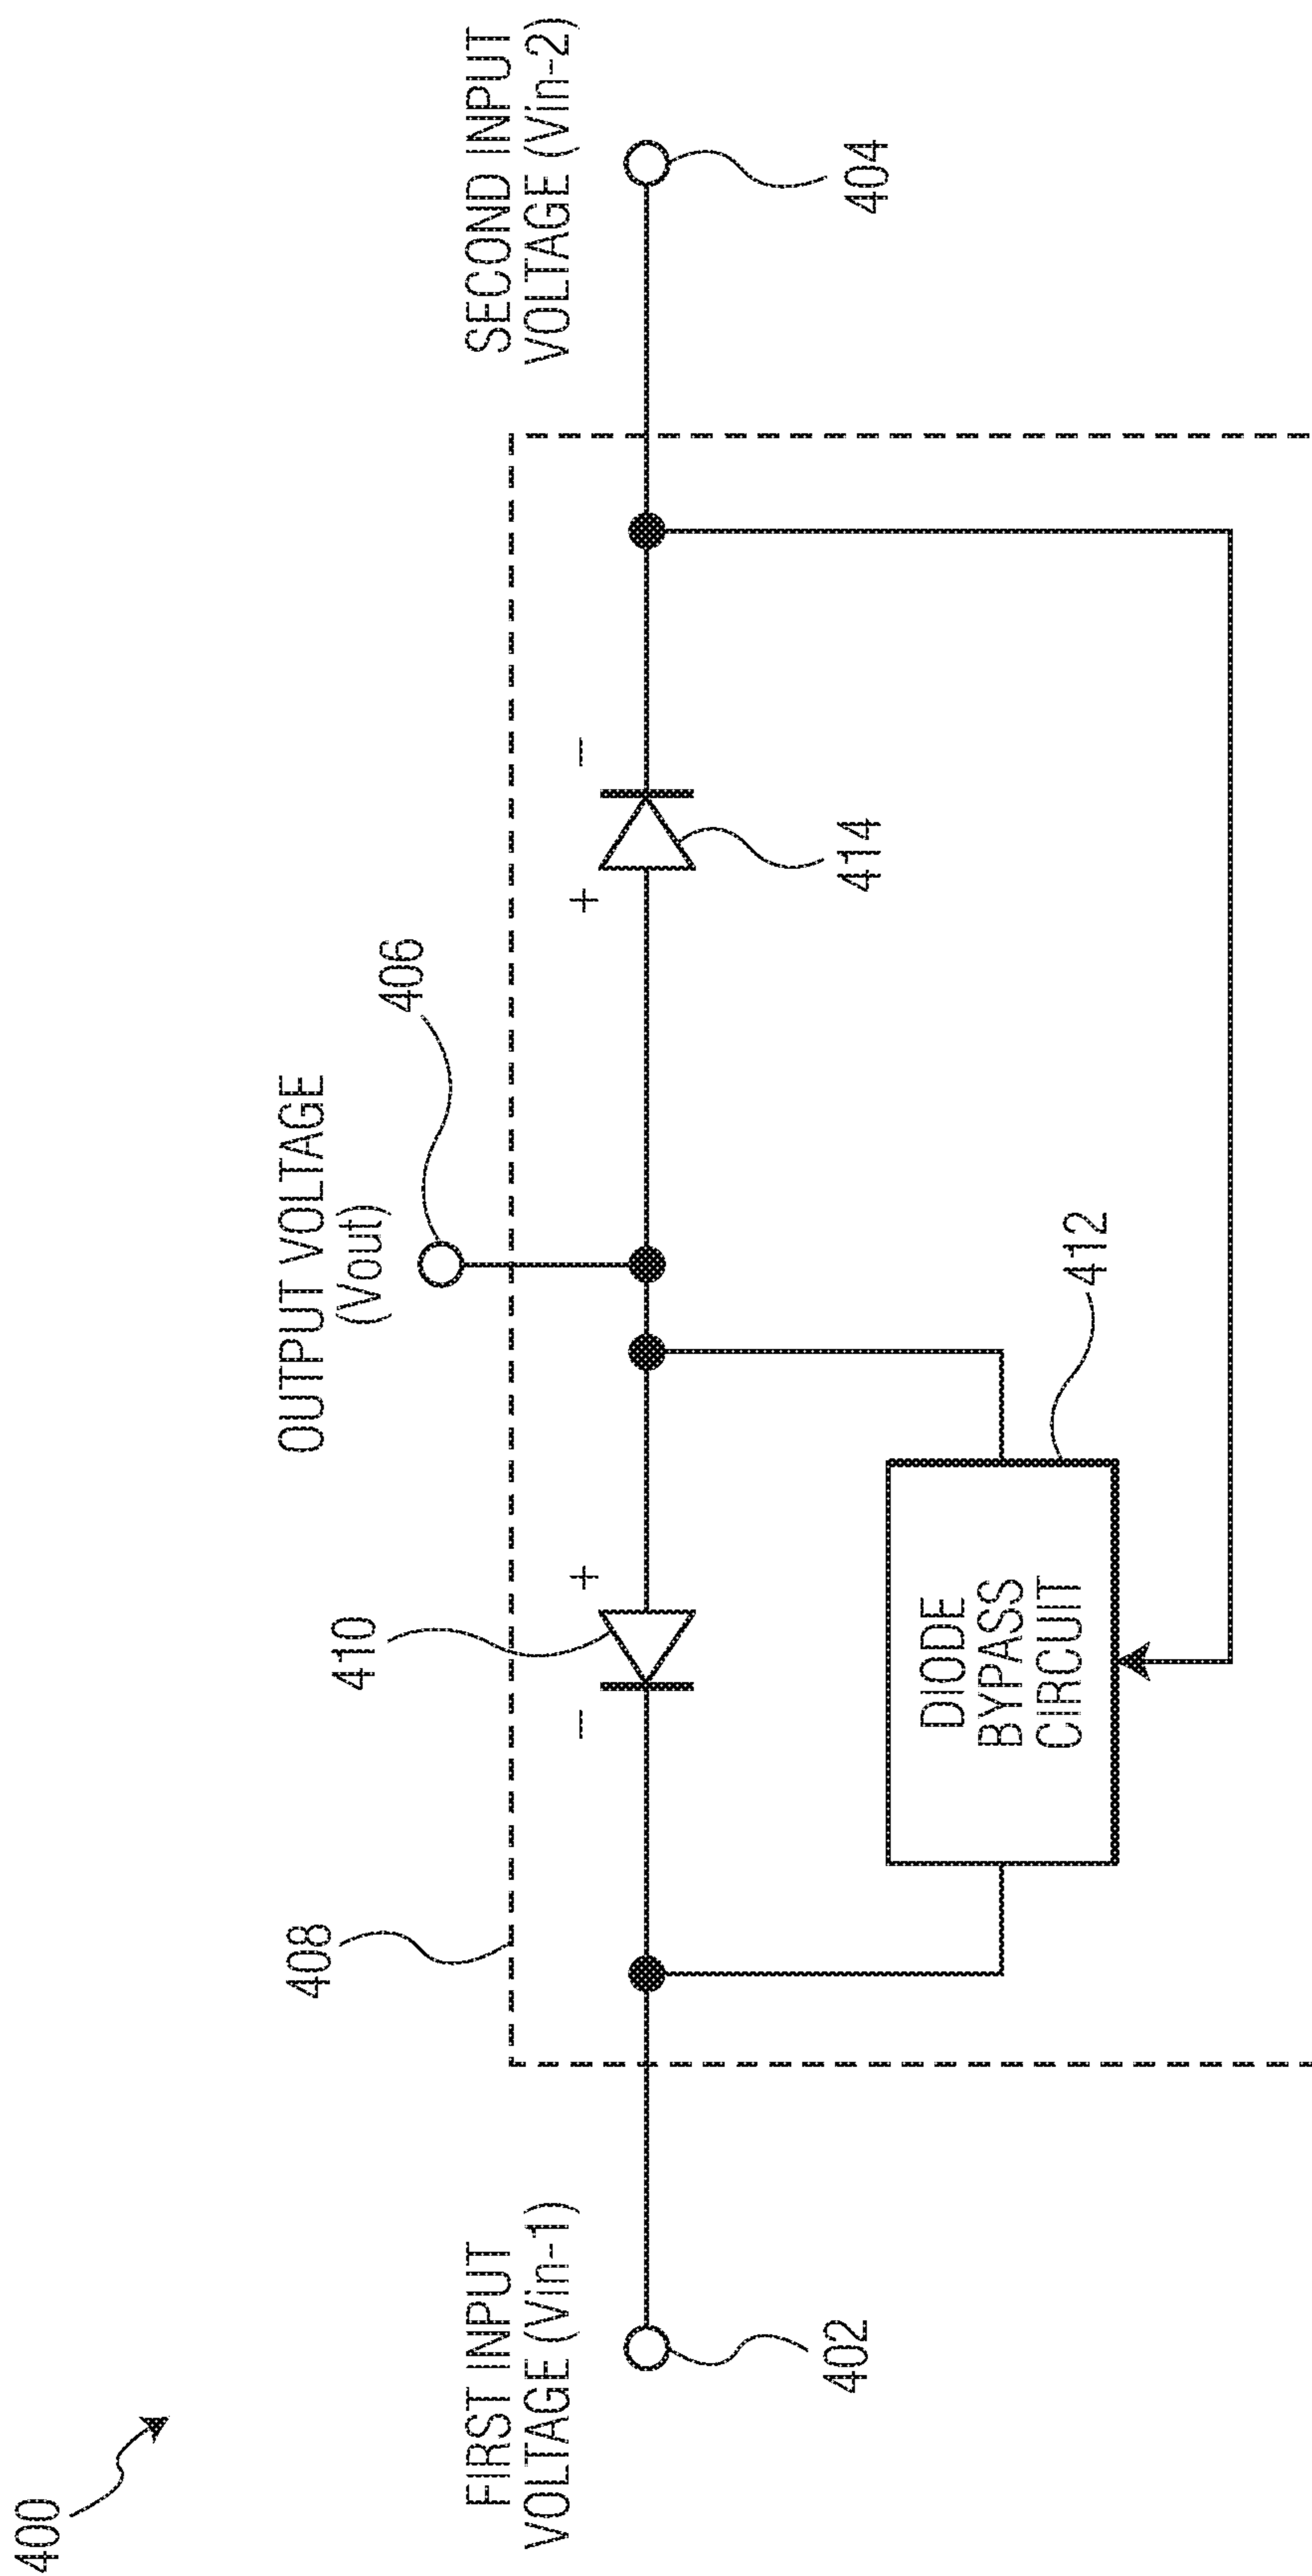 400
OUTPUT VOLTAGE
(Vout)
406
408
410
FIRST INPUT
VOLTAGE (Vin-1)
SECOND INPUT
VOLTAGE (Vin-2)
- +
+ -
402
414
404
DIODE
BYPASS
CIRCUIT
412